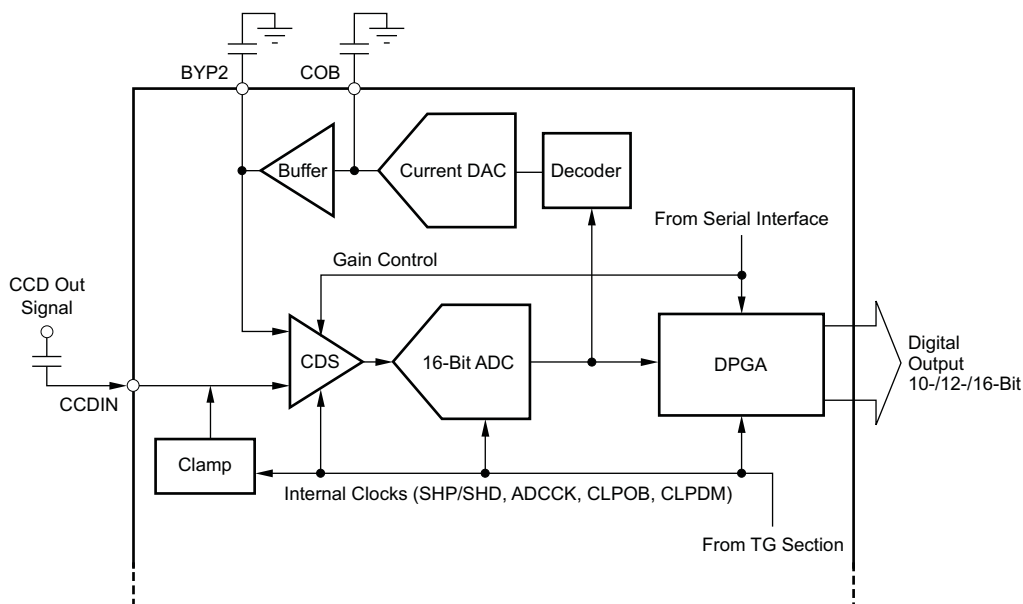 BYP2
COB
Buffer
Current DAC
Decoder
From Serial Interface
Gain Control
CCD Out
Signal
CDS
16-Bit ADC
DPGA
Digital
Output
10-/12-/16-Bit
CCDIN
Clamp
Internal Clocks (SHP/SHD, ADCCK, CLPOB, CLPDM)
From TG Section